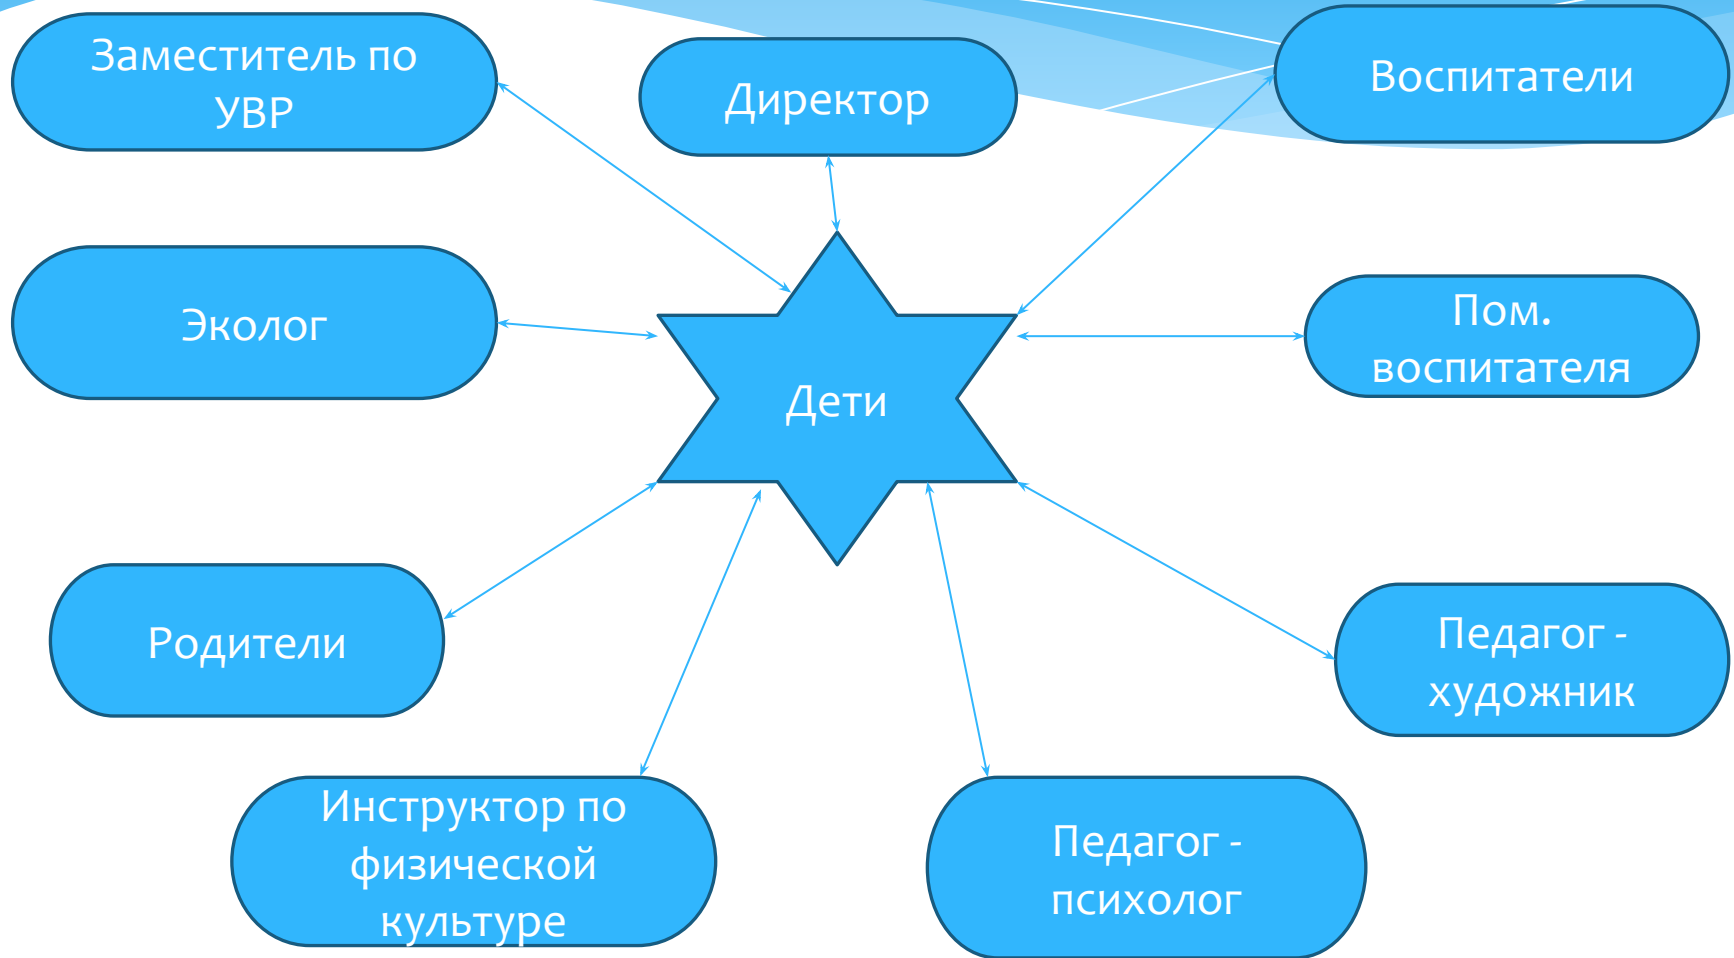 Заместитель по
УВР
Директор
Воспитатели
Эколог
Пом.
воспитателя
Дети
Родители
Педагог -
художник
Инструктор по
физической
культуре
Педагог -
психолог